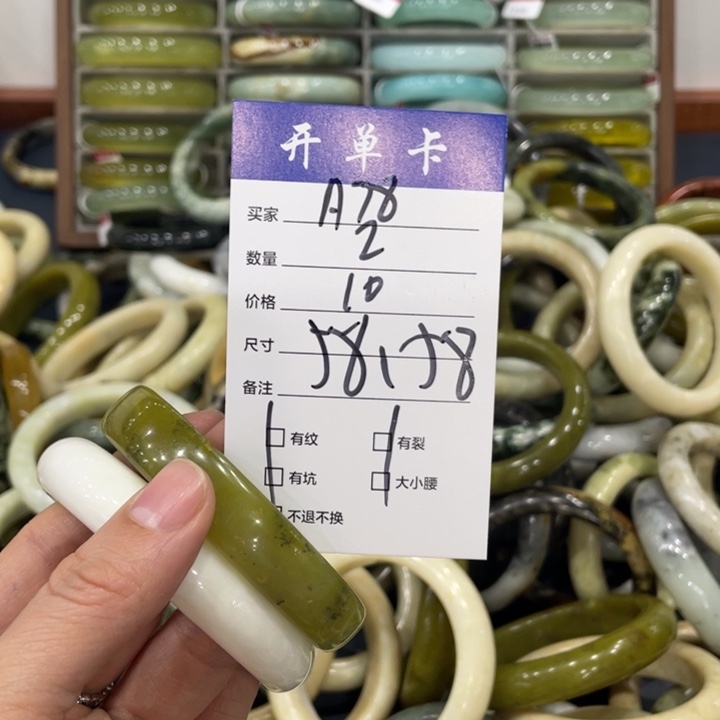 开单卡
买家 A78
数量 2
价格 10
尺寸 58、58
备注
有纹 有裂
有坑 大小腰
不退不换